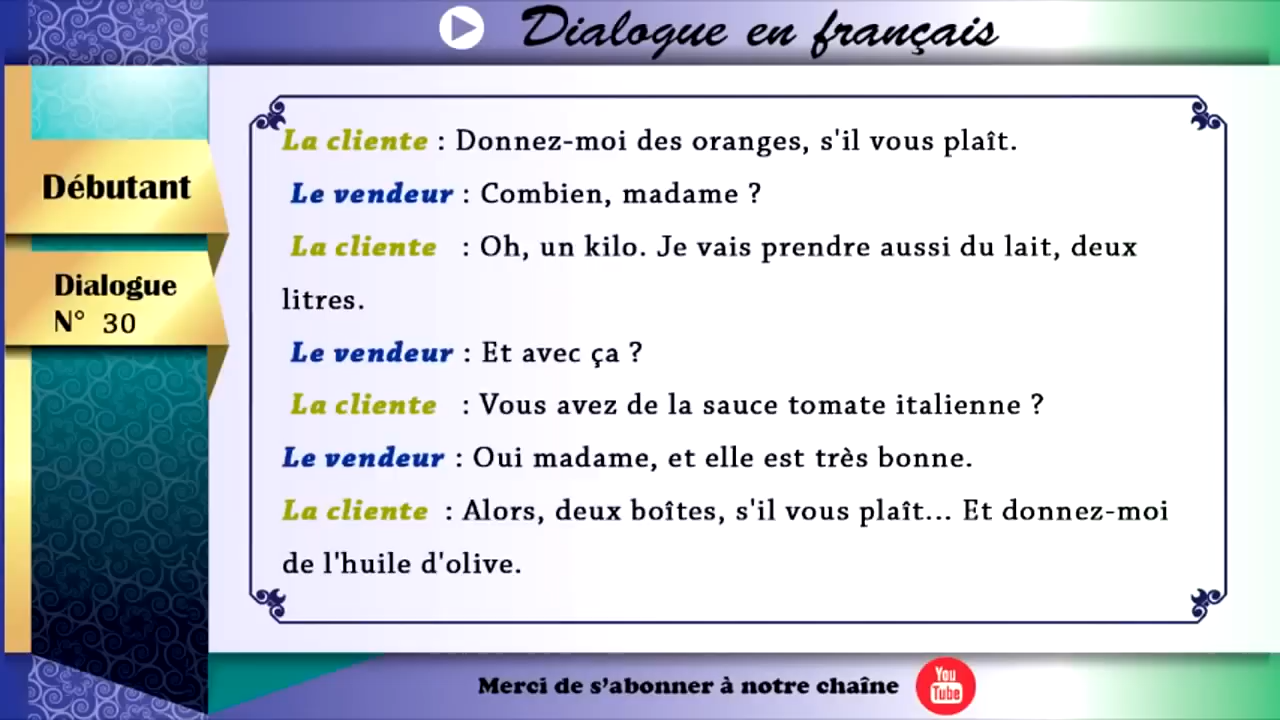 Dialogue en français
Débutant
Dialogue
N° 30
La cliente : Donnez-moi des oranges, s'il vous plaît.
Le vendeur : Combien, madame ?
La cliente : Oh, un kilo. Je vais prendre aussi du lait, deux
litres.
Le vendeur : Et avec ça ?
La cliente : Vous avez de la sauce tomate italienne ?
Le vendeur : Oui madame, et elle est très bonne.
La cliente : Alors, deux boîtes, s'il vous plaît... Et donnez-moi
de l'huile d'olive.
Merci de s'abonner à notre chaîne
You
Tube